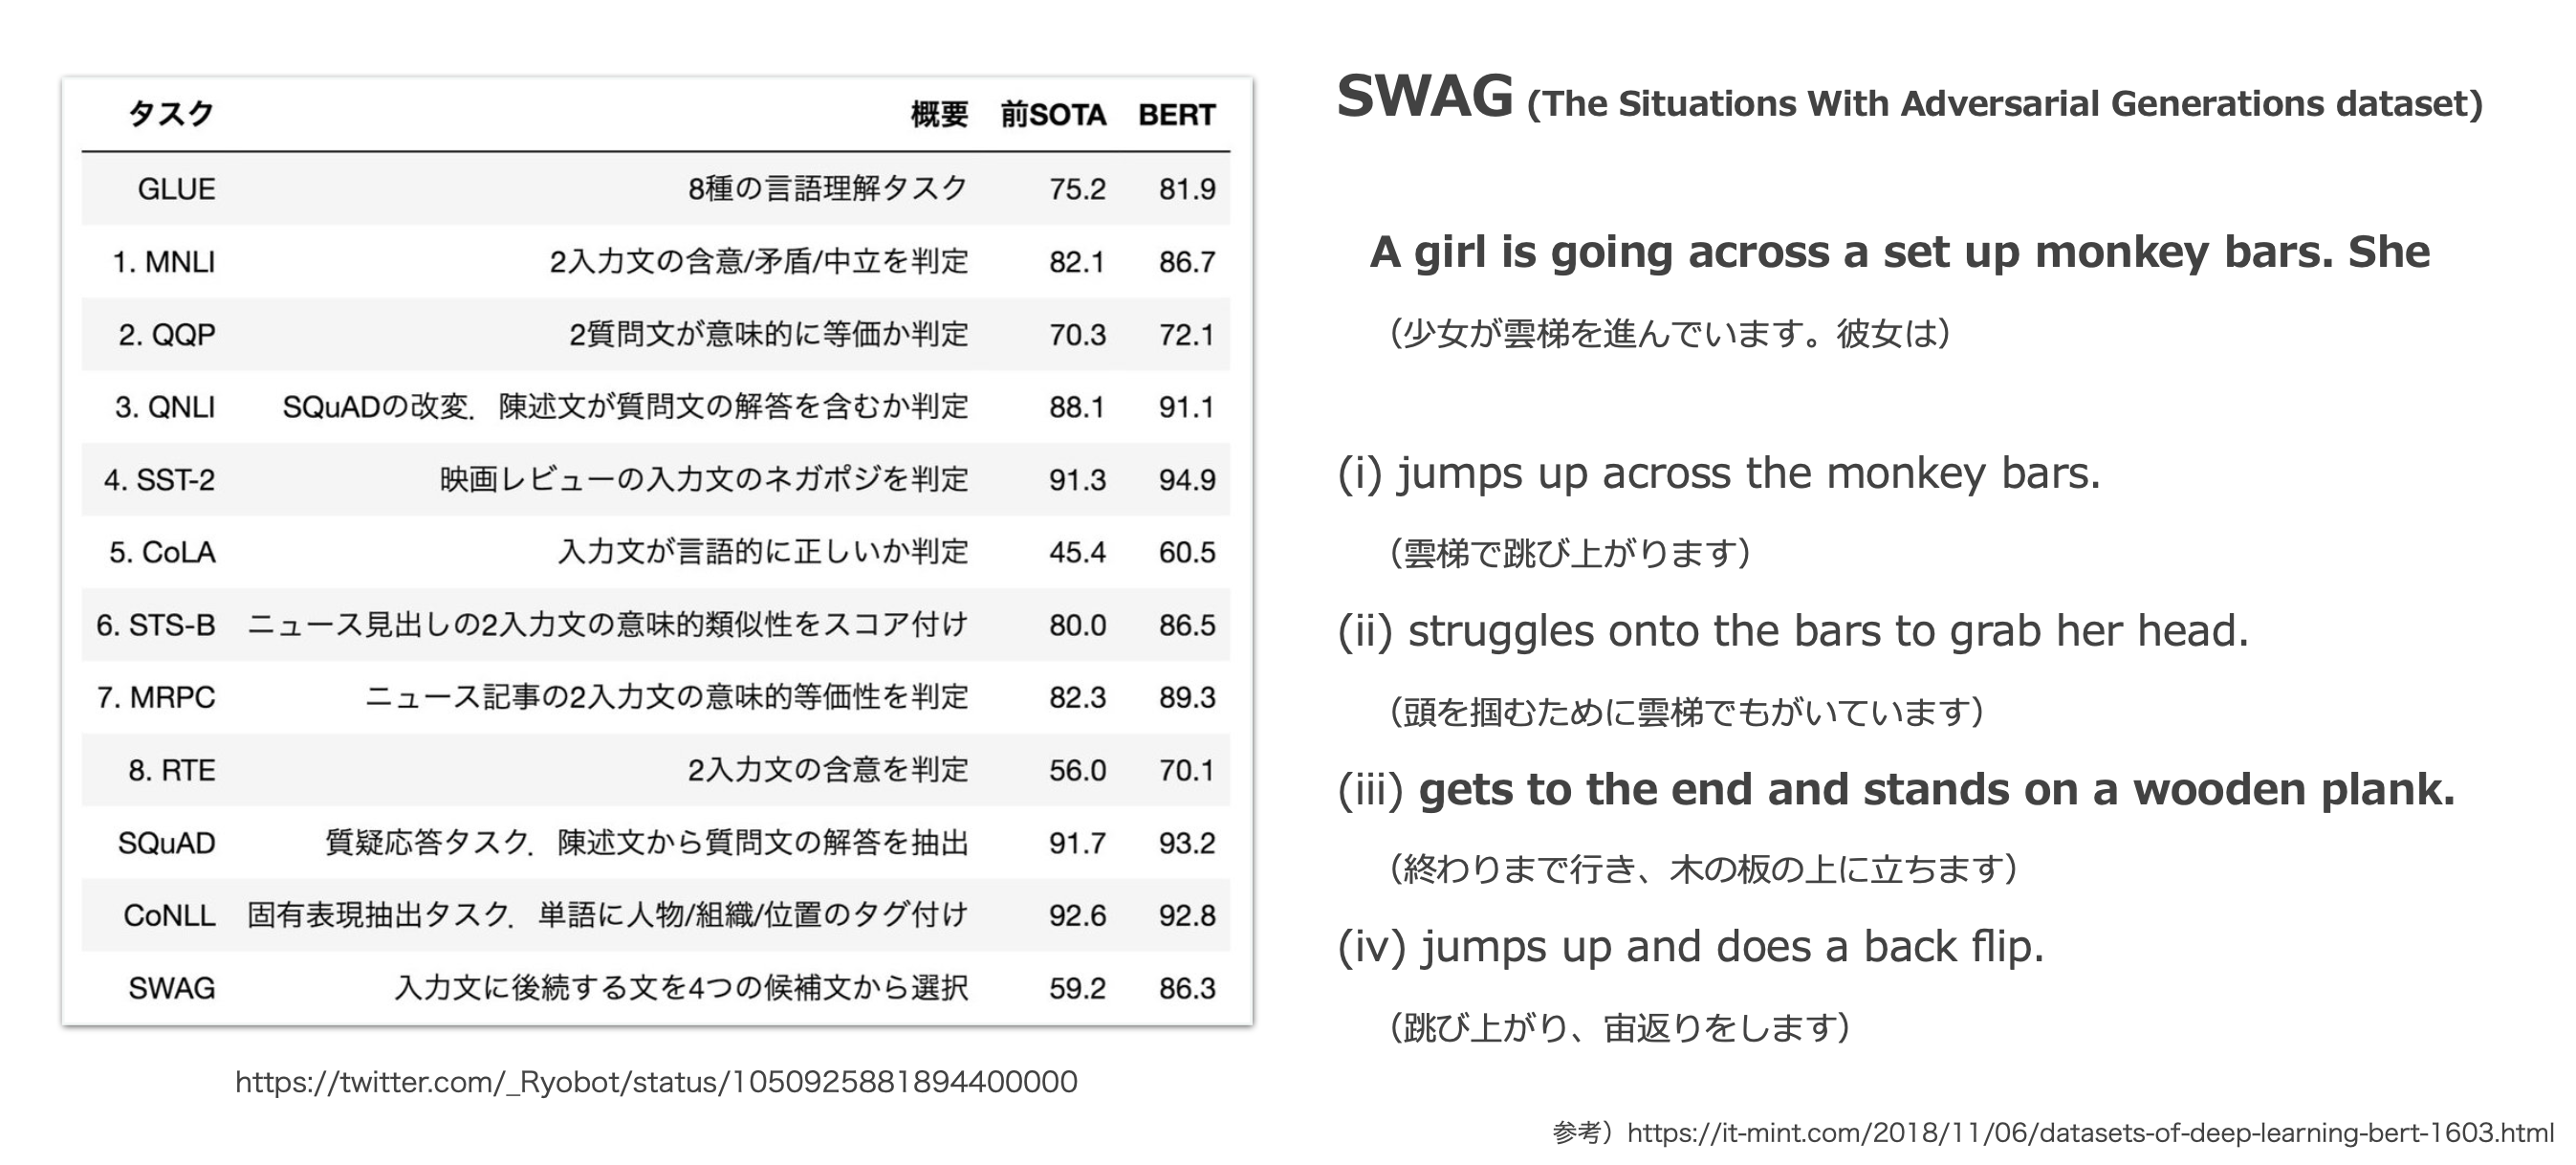 タスク 概要 前SOTA BERT
GLUE 8種の言語理解タスク 75.2 81.9
1. MNLI 2入力文の含意/矛盾/中立を判定 82.1 86.7
2. QQP 2質問文が意味的に等価か判定 70.3 72.1
3. QNLI SQuADの改変．陳述文が質問文の解答を含むか判定 88.1 91.1
4. SST-2 映画レビューの入力文のネガポジを判定 91.3 94.9
5. CoLA 入力文が言語的に正しいか判定 45.4 60.5
6. STS-B ニュース見出しの2入力文の意味的類似性をスコア付け 80.0 86.5
7. MRPC ニュース記事の2入力文の意味的等価性を判定 82.3 89.3
8. RTE 2入力文の含意を判定 56.0 70.1
SQuAD 質疑応答タスク．陳述文から質問文の解答を抽出 91.7 93.2
CoNLL 固有表現抽出タスク．単語に人物/組織/位置のタグ付け 92.6 92.8
SWAG 入力文に後続する文を4つの候補文から選択 59.2 86.3
https://twitter.com/_Ryobot/status/1050925881894400000
SWAG (The Situations With Adversarial Generations dataset)
A girl is going across a set up monkey bars. She
（少女が雲梯を進んでいます。彼女は）
(i) jumps up across the monkey bars.
（雲梯で跳び上がります）
(ii) struggles onto the bars to grab her head.
（頭を掴むために雲梯でもがいています）
(iii) gets to the end and stands on a wooden plank.
（終わりまで行き、木の板の上に立ちます）
(iv) jumps up and does a back flip.
（跳び上がり、宙返りをします）
参考）https://it-mint.com/2018/11/06/datasets-of-deep-learning-bert-1603.html